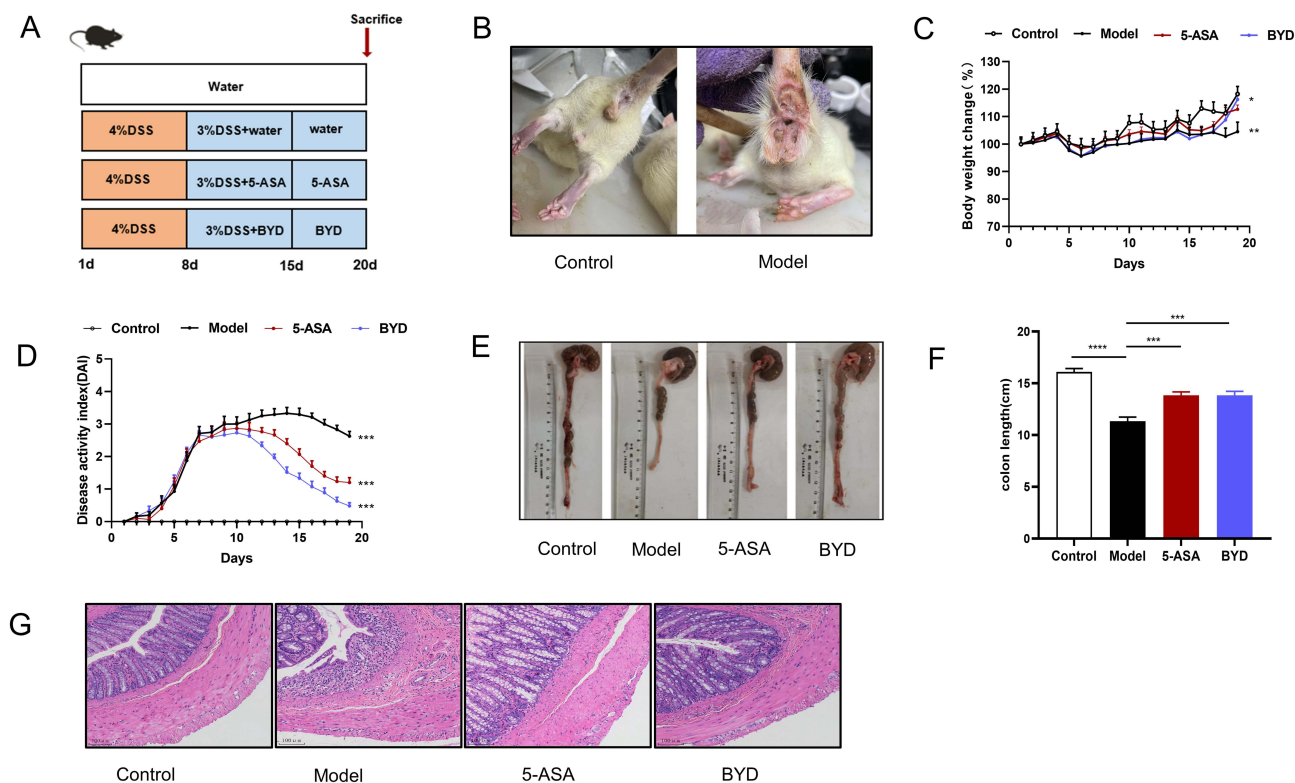 A
Sacrifice
Water
4%DSS
3%DSS+water
water
4%DSS
3%DSS+5-ASA
5-ASA
4%DSS
3%DSS+BYD
BYD
1d
8d
15d
20d
B
Control
Model
C
Control
Model
5-ASA
BYD
Body weight change (%)
130
120
110
100
90
80
70
*
**
0
5
10
15
20
Days
D
Control
Model
5-ASA
BYD
Disease activity index(DAI)
5
4
3
2
1
0
***
***
***
0
5
10
15
20
Days
E
Control
Model
5-ASA
BYD
F
***
****
***
colon length(cm)
20
15
10
5
0
Control
Model
5-ASA
BYD
G
Control
Model
5-ASA
BYD